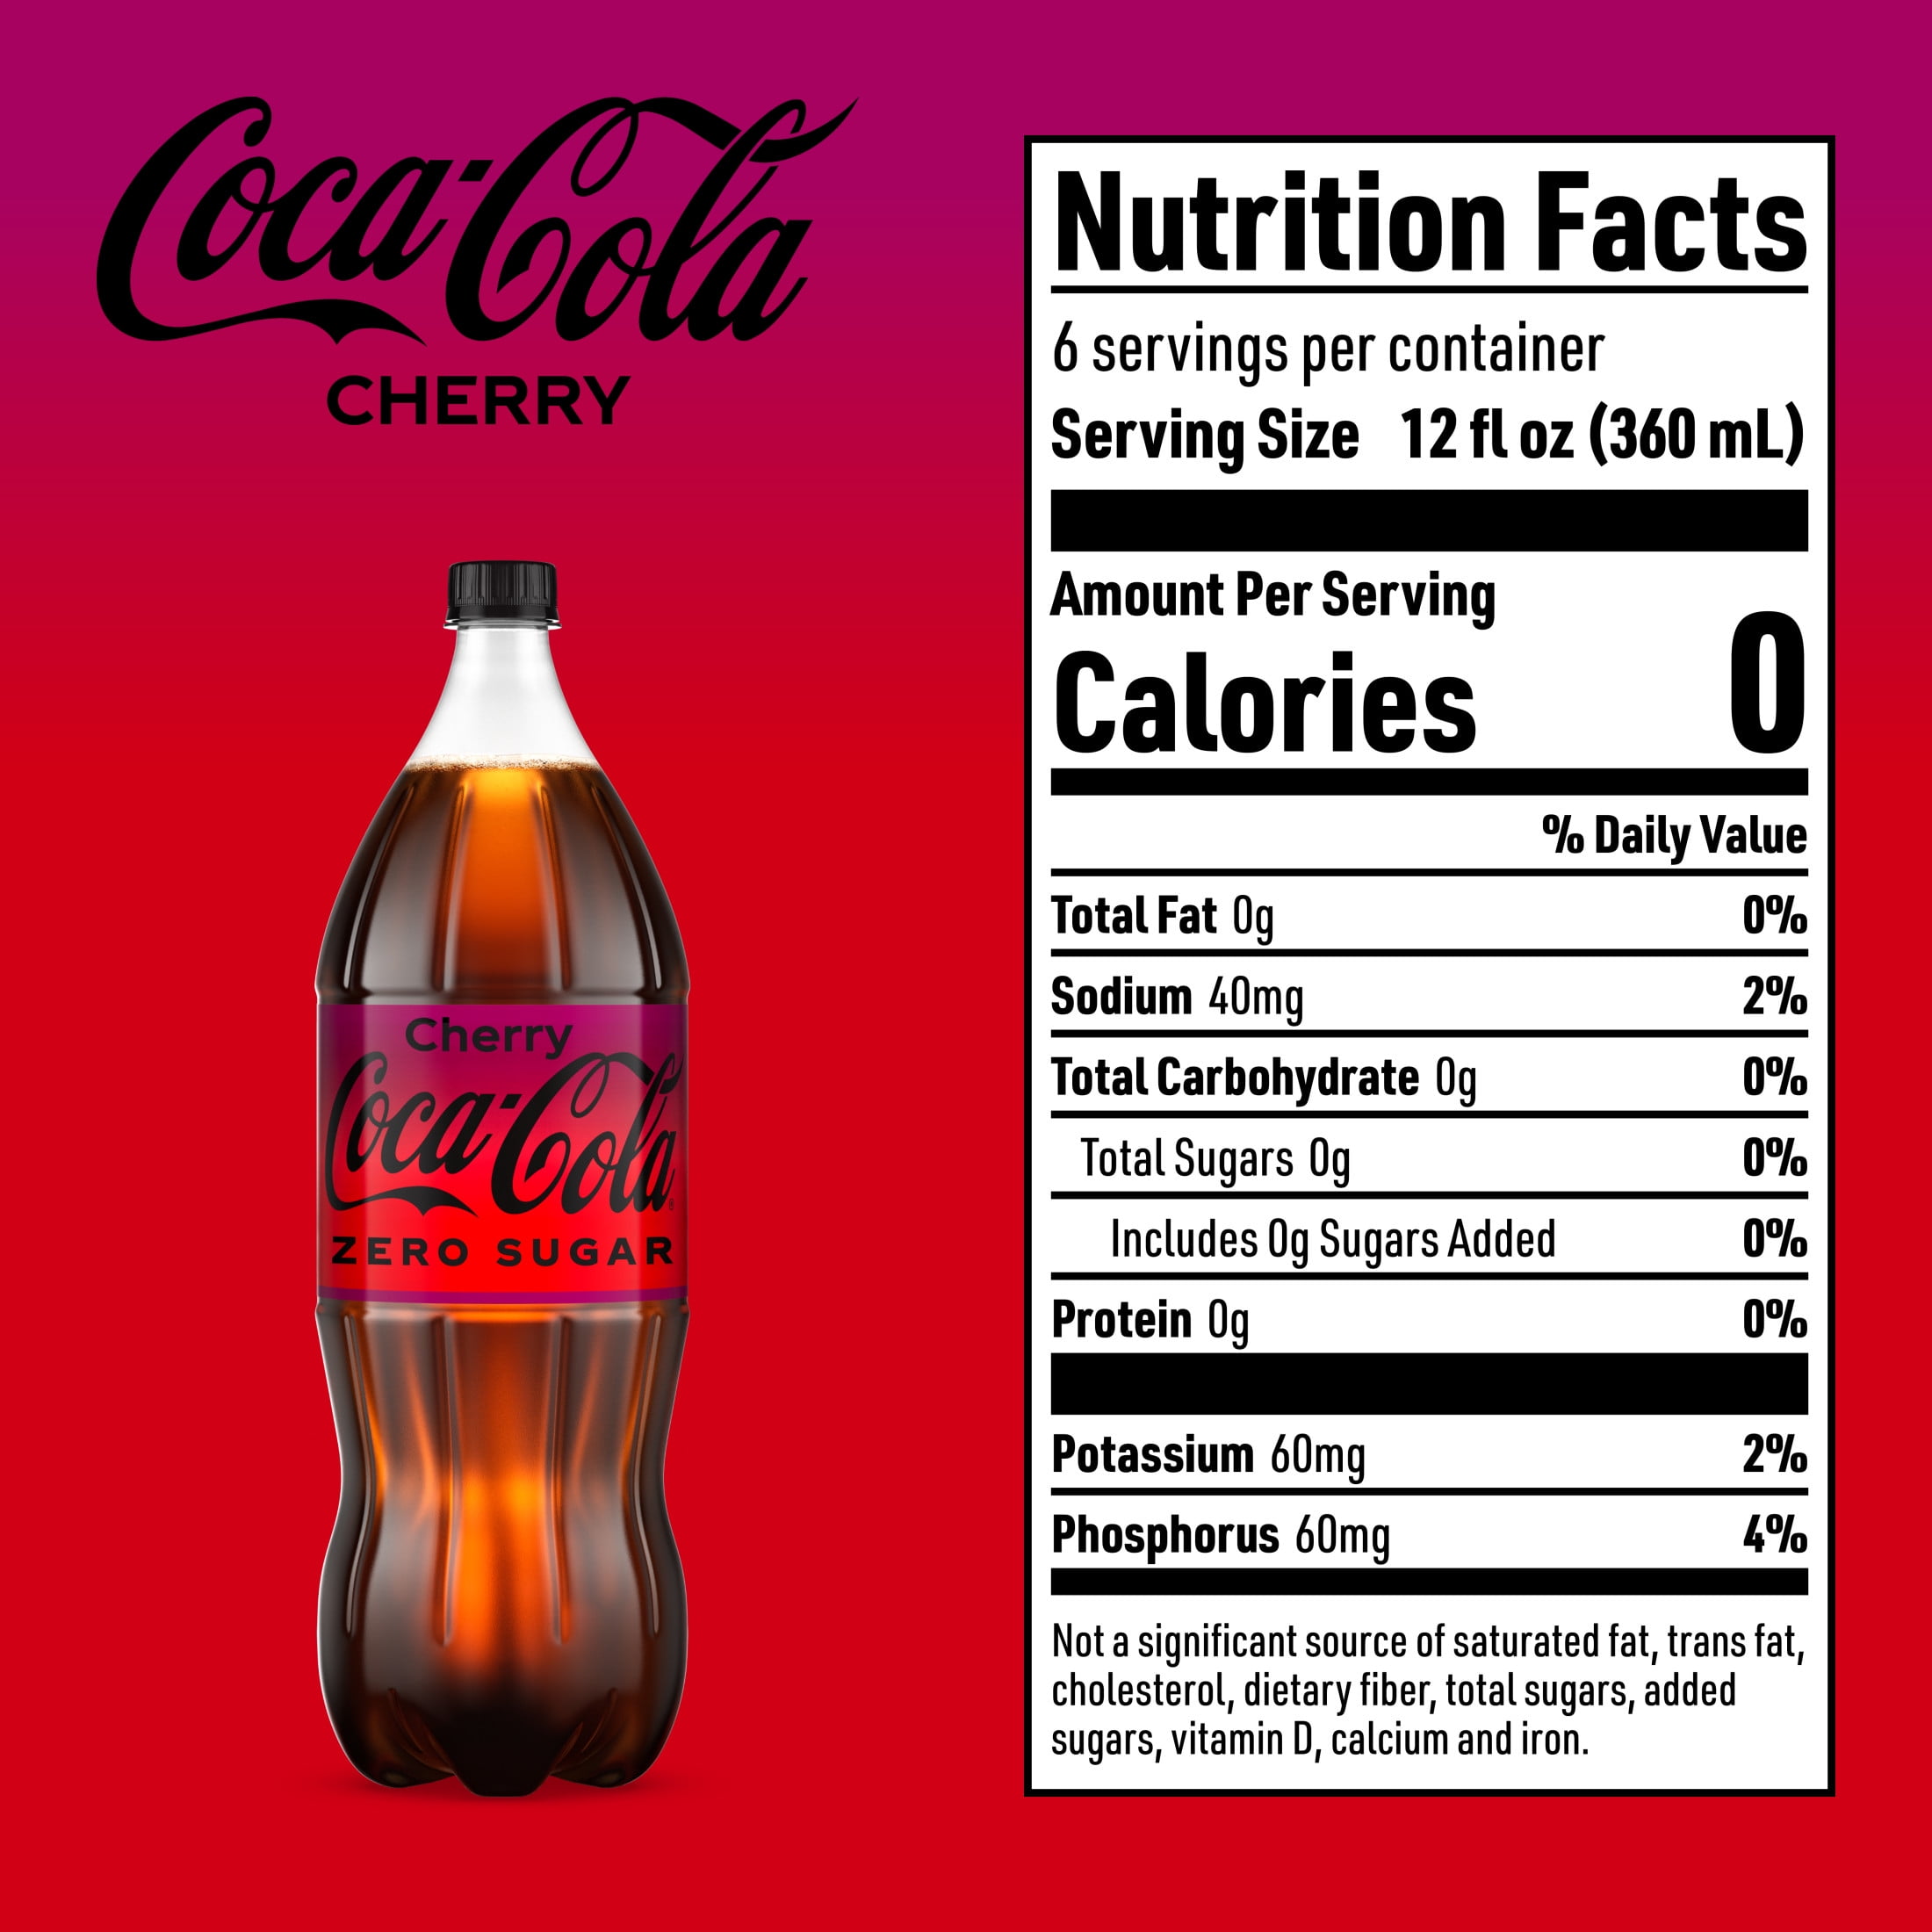 Coca-Cola
CHERRY
Cherry
Coca-Cola
ZERO SUGAR
Nutrition Facts
6 servings per container
Serving Size 12 fl oz (360 mL)
Amount Per Serving
Calories 0
% Daily Value
Total Fat 0g 0%
Sodium 40mg 2%
Total Carbohydrate 0g 0%
Total Sugars 0g 0%
Includes 0g Sugars Added 0%
Protein 0g 0%
Potassium 60mg 2%
Phosphorus 60mg 4%
Not a significant source of saturated fat, trans fat,
cholesterol, dietary fiber, total sugars, added
sugars, vitamin D, calcium and iron.